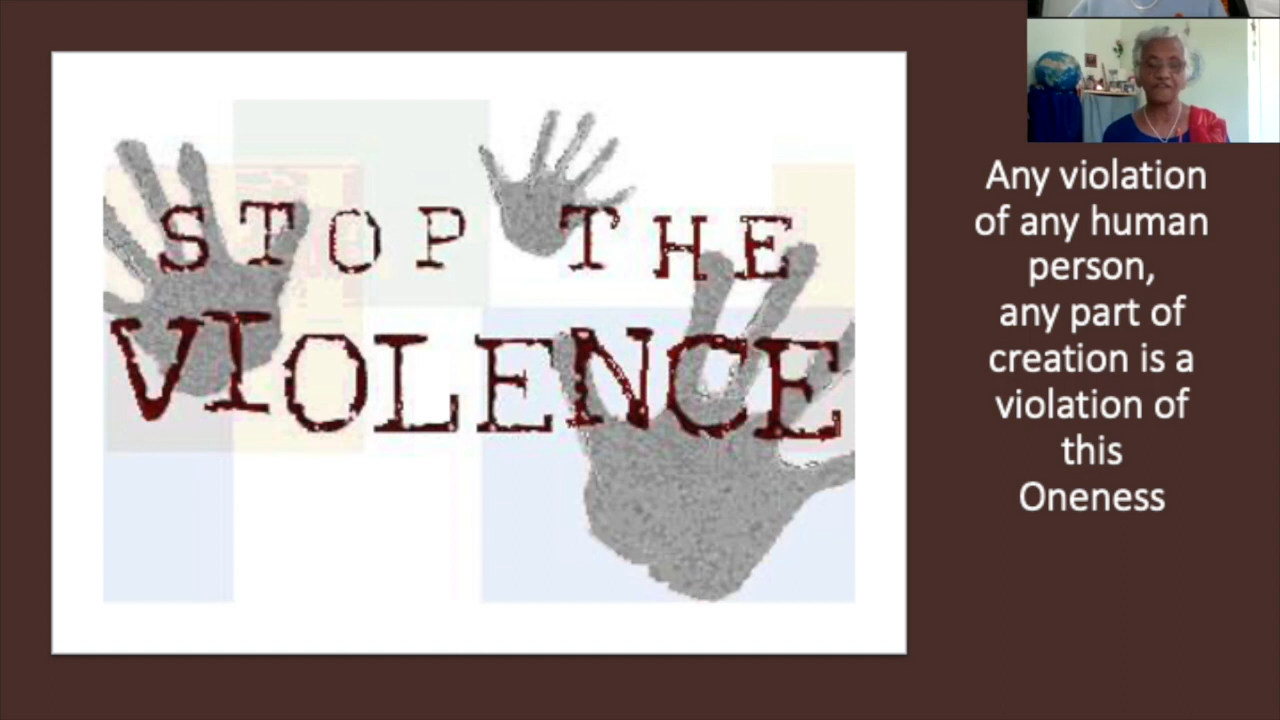 STOP THE
VIOLENCE
Any violation
of any human
person,
any part of
creation is a
violation of
this
Oneness